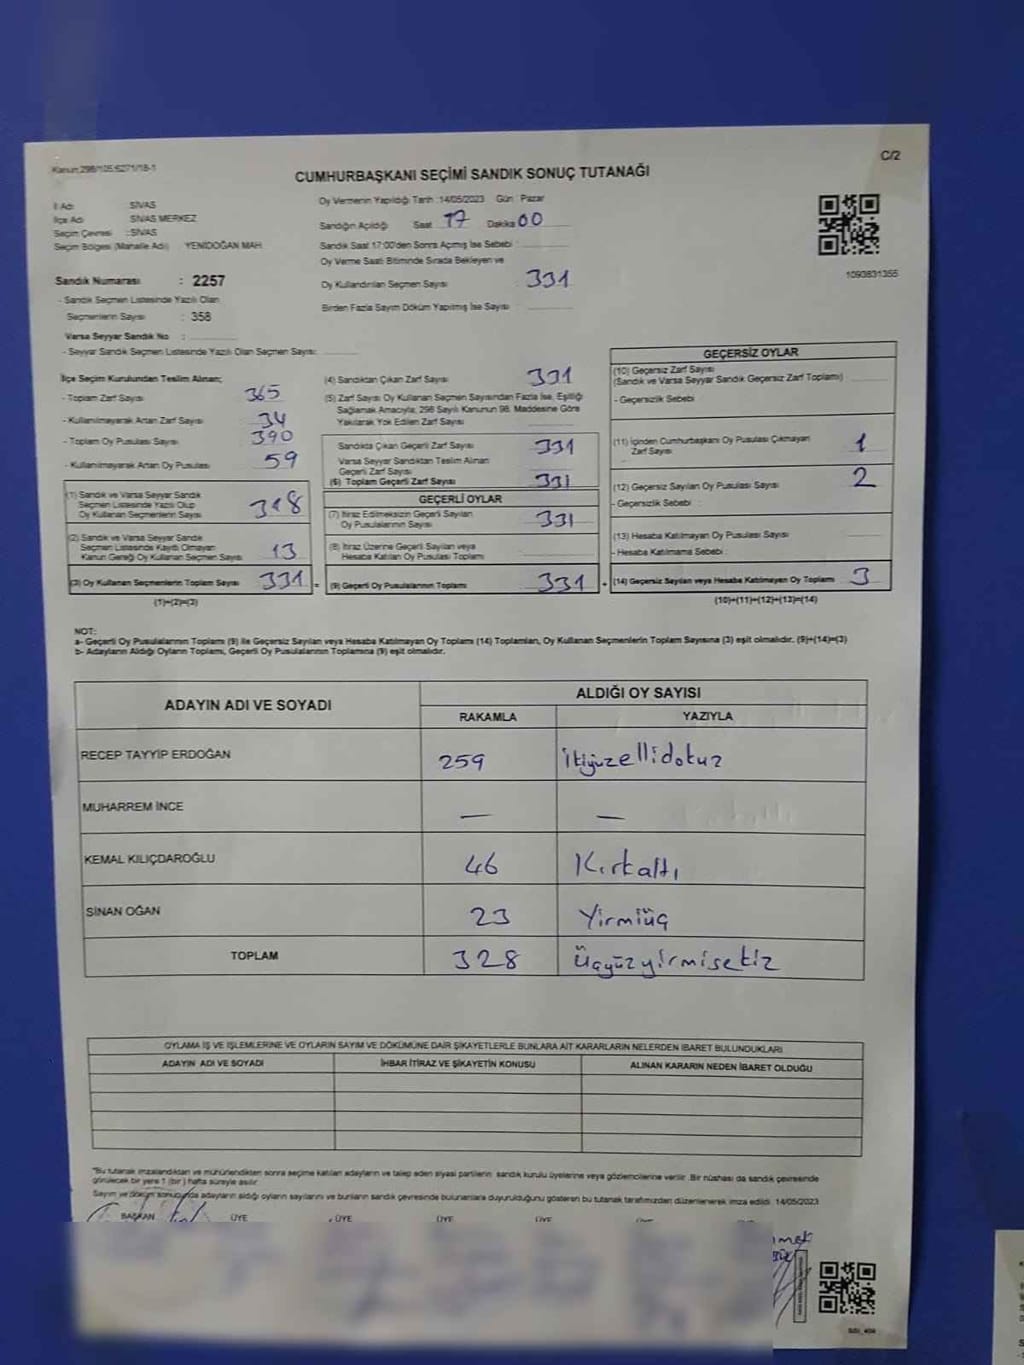 Kanun:298/105:6271/18-1
C/2
CUMHURBAŞKANI SEÇİMİ SANDIK SONUÇ TUTANAĞI
İl Adı : SİVAS
İlçe Adı SİVAS MERKEZ
Seçim Çevresi : SİVAS
Seçim Bölgesi (Mahalle Adı) YENİDOĞAN MAH.
Oy Vermenin Yapıldığı Tarih :14/05/2023 Gün : Pazar
Sandığın Açıldığı Saat 17 Dakika 00
Sandık Saat 17:00'den Sonra Açmış İse Sebebi :
Oy Verme Saati Bitiminde Sırada Bekleyen ve
Oy Kullandırılan Seçmen Sayısı 331
Birden Fazla Sayım Döküm Yapılmış İse Sayısı
1093831355
Sandık Numarası : 2257
- Sandık Seçmen Listesinde Yazılı Olan
Seçmenlerin Sayısı : 358
Varsa Seyyar Sandık No :
- Seyyar Sandık Seçmen Listesinde Yazılı Olan Seçmen Sayısı:
İlçe Seçim Kurulundan Teslim Alınan;
- Toplam Zarf Sayısı 365
- Kullanılmayarak Artan Zarf Sayısı 34
- Toplam Oy Pusulası Sayısı 390
- Kullanılmayarak Artan Oy Pusulası 59
(1) Sandık ve Varsa Seyyar Sandık
Seçmen Listesinde Yazılı Olup
Oy Kullanan Seçmenlerin Sayısı 318
(2) Sandık ve Varsa Seyyar Sandık
Seçmen Listesinde Kayıtlı Olmayan
Kanun Gereği Oy Kullanan Seçmen Sayısı 13
(3) Oy Kullanan Seçmenlerin Toplam Sayısı 331 =
(1)+(2)=(3)
(4) Sandıktan Çıkan Zarf Sayısı 331
(5) Zarf Sayısı Oy Kullanan Seçmen Sayısından Fazla İse, Eşitliği
Sağlamak Amacıyla; 298 Sayılı Kanunun 98. Maddesine Göre
Yakılarak Yok Edilen Zarf Sayısı
Sandıkta Çıkan Geçerli Zarf Sayısı 331
Varsa Seyyar Sandıktan Teslim Alınan
Geçerli Zarf Sayısı
(6) Toplam Geçerli Zarf Sayısı 331
GEÇERLİ OYLAR
(7) İtiraz Edilmeksizin Geçerli Sayılan
Oy Pusulalarının Sayısı 331
(8) İtiraz Üzerine Geçerli Sayılan veya
Hesaba Katılan Oy Pusulası Toplamı
(9) Geçerli Oy Pusulalarının Toplamı 331 +
GEÇERSİZ OYLAR
(10) Geçersiz Zarf Sayısı
(Sandık ve Varsa Seyyar Sandık Geçersiz Zarf Toplamı)
- Geçersizlik Sebebi
(11) İçinden Cumhurbaşkanı Oy Pusulası Çıkmayan
Zarf Sayısı 1
(12) Geçersiz Sayılan Oy Pusulası Sayısı 2
- Geçersizlik Sebebi
(13) Hesaba Katılmayan Oy Pusulası Sayısı
- Hesaba Katılmama Sebebi
(14) Geçersiz Sayılan veya Hesaba Katılmayan Oy Toplamı 3
(10)+(11)+(12)+(13)=(14)
NOT:
a- Geçerli Oy Pusulalarının Toplamı (9) ile Geçersiz Sayılan veya Hesaba Katılmayan Oy Toplamı (14) Toplamları, Oy Kullanan Seçmenlerin Toplam Sayısına (3) eşit olmalıdır. (9)+(14)=(3)
b- Adayların Aldığı Oyların Toplamı, Geçerli Oy Pusulalarının Toplamına (9) eşit olmalıdır.
ADAYIN ADI VE SOYADI ALDIĞI OY SAYISI
RAKAMLA YAZIYLA
RECEP TAYYİP ERDOĞAN 259 ikiyüzellidokuz
MUHARREM İNCE — —
KEMAL KILIÇDAROĞLU 46 Kırkaltı
SİNAN OĞAN 23 Yirmiüç
TOPLAM 328 üçyüzyirmisekiz
OYLAMA İŞ VE İŞLEMLERİNE VE OYLARIN SAYIM VE DÖKÜMÜNE DAİR ŞİKAYETLERLE BUNLARA AİT KARARLARIN NELERDEN İBARET BULUNDUKLARI
ADAYIN ADI VE SOYADI İHBAR İTİRAZ VE ŞİKAYETİN KONUSU ALINAN KARARIN NEDEN İBARET OLDUĞU
"Bu tutanak imzalandıktan ve mühürlendikten sonra seçime katılan adayların ve talep eden siyasi partilerin sandık kurulu üyelerine veya gözlemcilerine verilir. Bir nüshası da sandık çevresinde
görülecek bir yere 1 (bir) hafta süreyle asılır.
Sayım ve döküm sonucunda adayların aldığı oyların sayılarını ve bunların sandık çevresinde bulunanlara duyurulduğunu gösteren bu tutanak tarafımızdan düzenlenerek imza edildi. 14/05/2023
BAŞKAN ÜYE ÜYE ÜYE ÜYE ÜYE